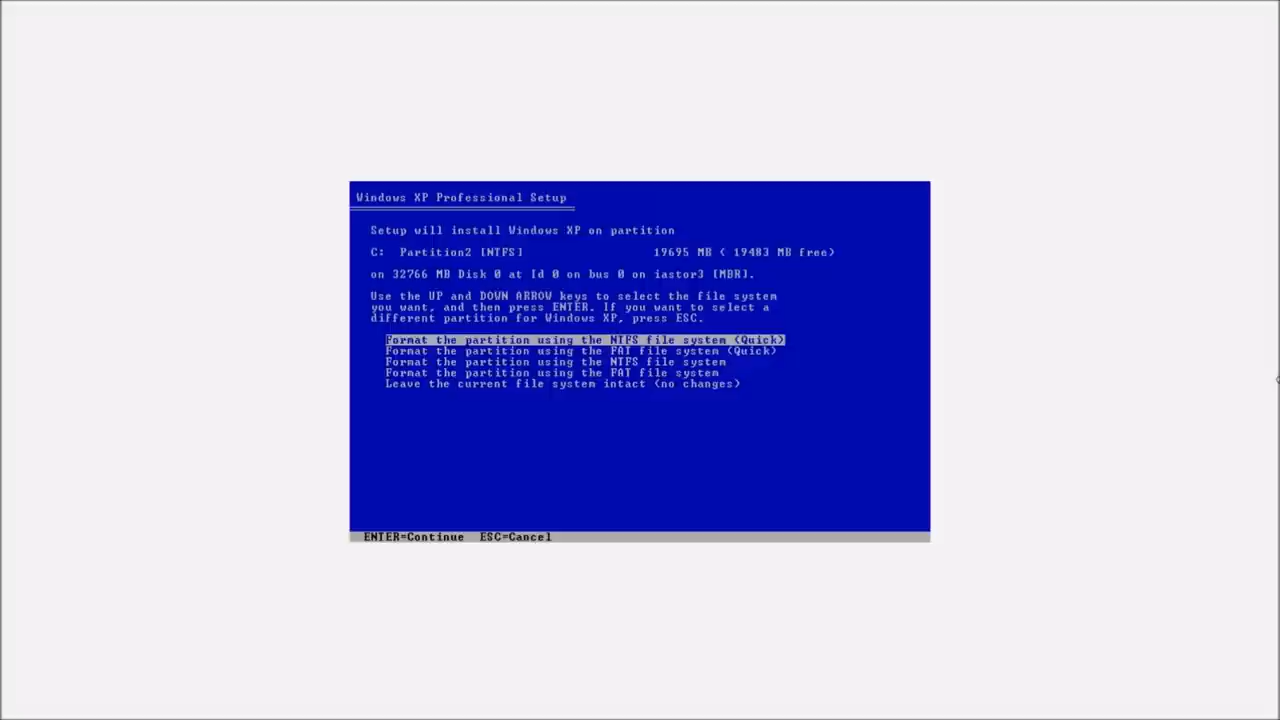 Windows XP Professional Setup
Setup will install Windows XP on partition
C:  Partition2 [NTFS]                  19695 MB ( 19483 MB free)
on 32766 MB Disk 0 at Id 0 on bus 0 on iastor3 [MBR].
Use the UP and DOWN ARROW keys to select the file system
you want, and then press ENTER. If you want to select a
different partition for Windows XP, press ESC.
Format the partition using the NTFS file system (Quick)
Format the partition using the FAT file system (Quick)
Format the partition using the NTFS file system
Format the partition using the FAT file system
Leave the current file system intact (no changes)
ENTER=Continue  ESC=Cancel